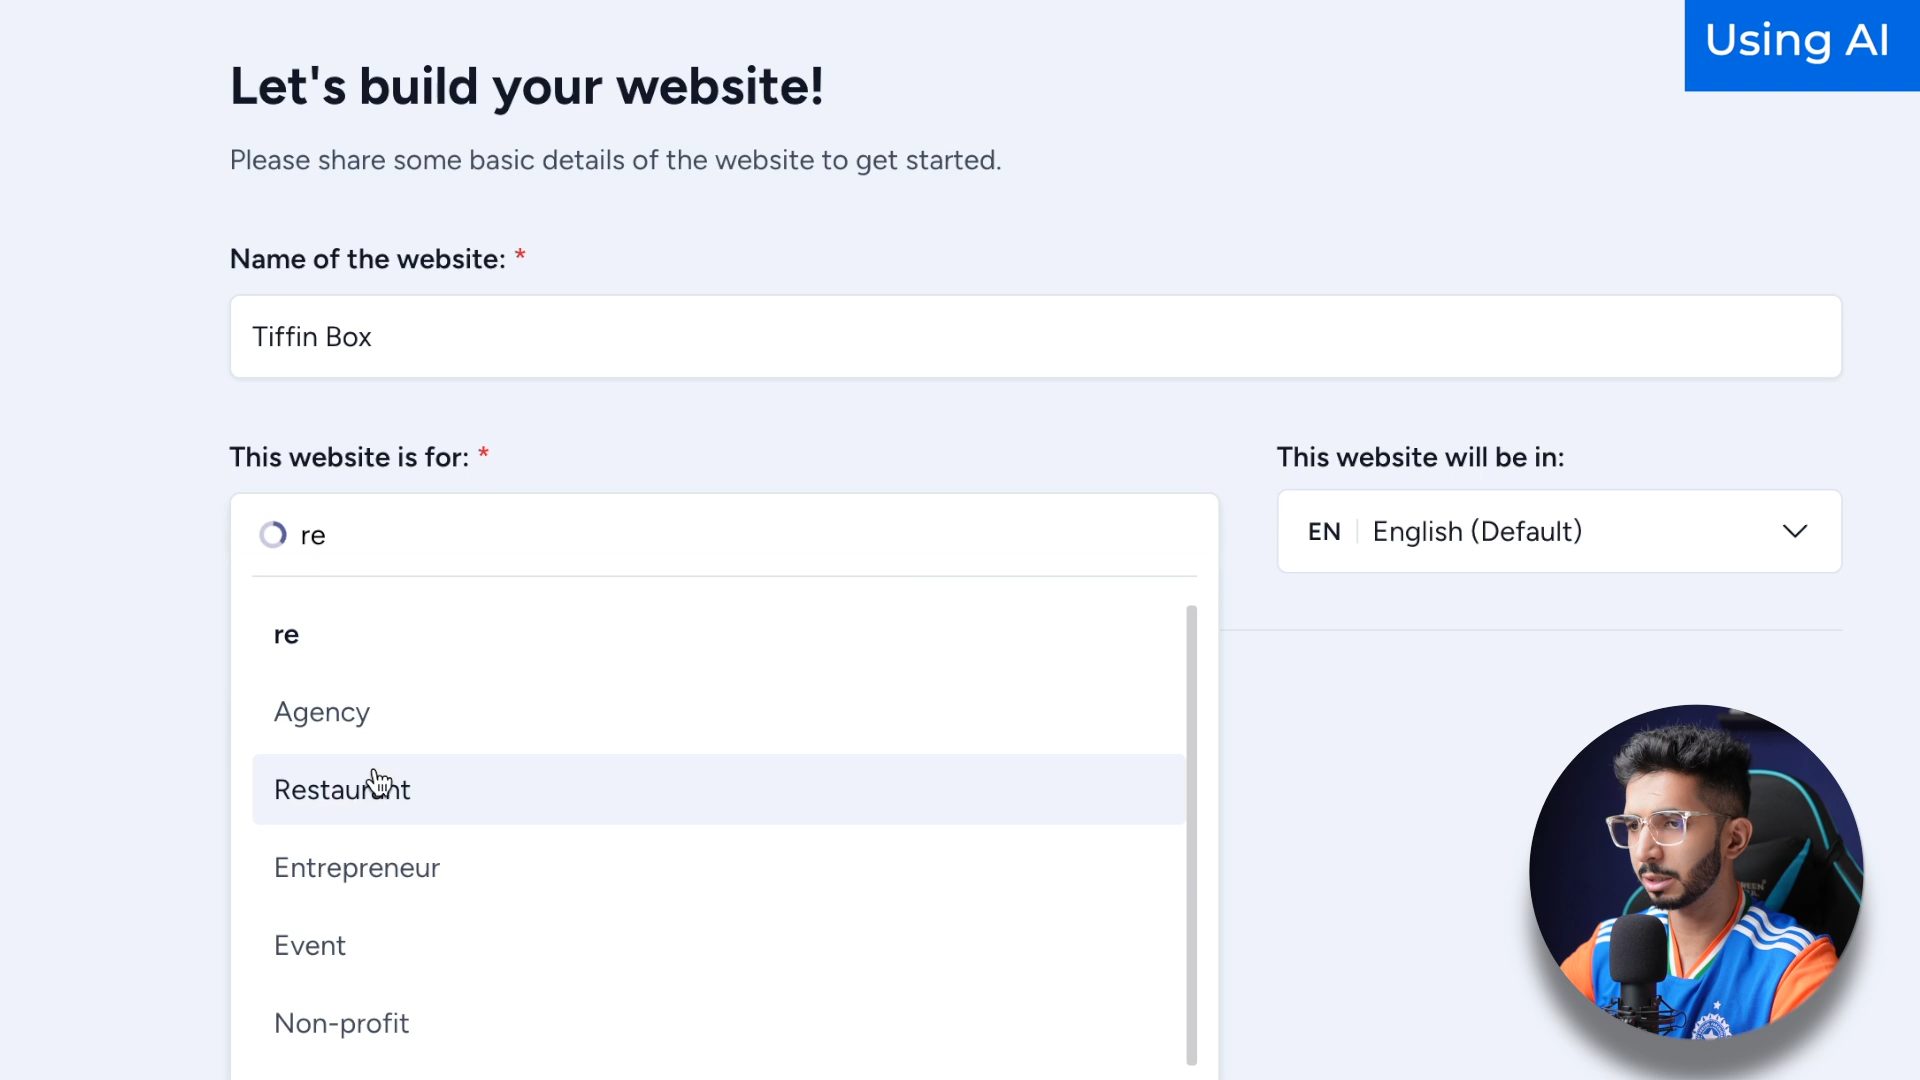 Using AI
Let's build your website!
Please share some basic details of the website to get started.
Name of the website: *
Tiffin Box
This website is for: *
re
This website will be in:
EN English (Default)
re
Agency
Restaurant
Entrepreneur
Event
Non-profit